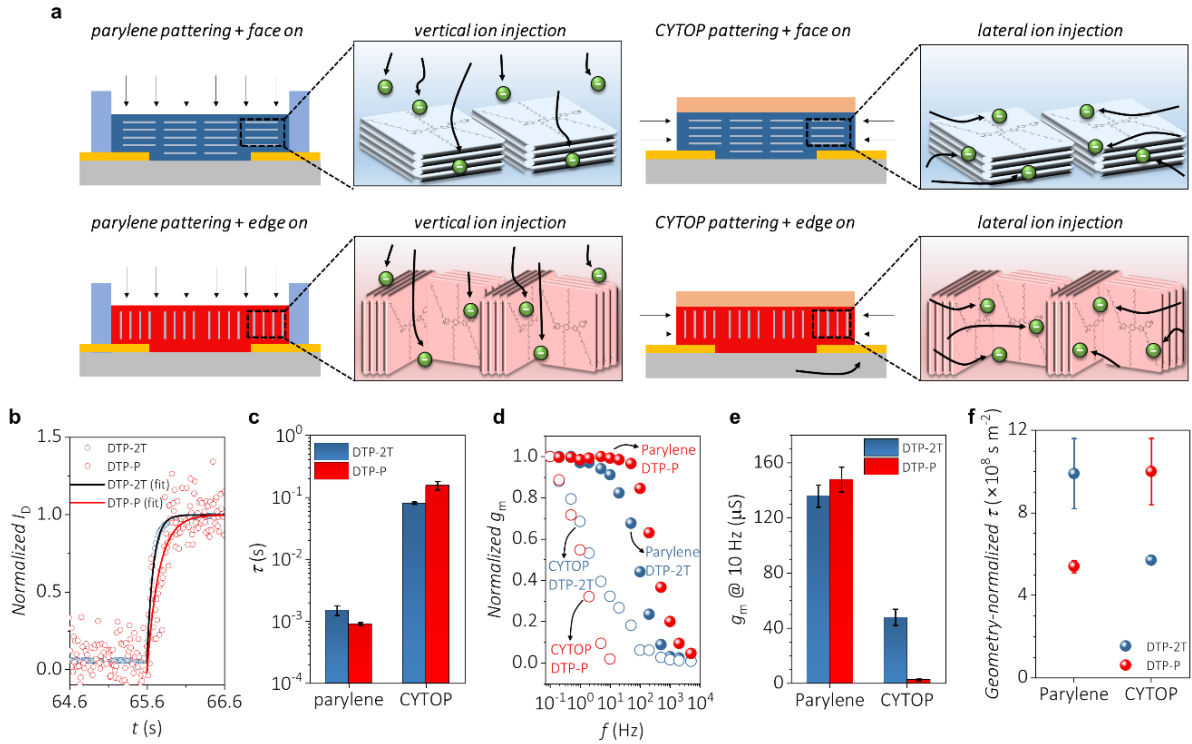 a
parylene pattering + face on
vertical ion injection
CYTOP pattering + face on
lateral ion injection
parylene pattering + edge on
vertical ion injection
CYTOP pattering + edge on
lateral ion injection
b
1.5
1.0
0.5
0.0
Normalized I_D
DTP-2T
DTP-P
DTP-2T (fit)
DTP-P (fit)
64.6
65.6
66.6
t (s)
c
10^0
10^-1
10^-2
10^-3
10^-4
τ (s)
DTP-2T
DTP-P
parylene
CYTOP
d
1.0
0.8
0.6
0.4
0.2
0.0
Normalized g_m
Parylene
DTP-P
Parylene
DTP-2T
CYTOP
DTP-2T
CYTOP
DTP-P
10^-1
10^0
10^1
10^2
10^3
10^4
f (Hz)
e
160
120
80
40
0
g_m @ 10 Hz (μS)
DTP-2T
DTP-P
Parylene
CYTOP
f
12
8
4
0
Geometry-normalized τ (×10^8 s m^-2)
DTP-2T
DTP-P
Parylene
CYTOP